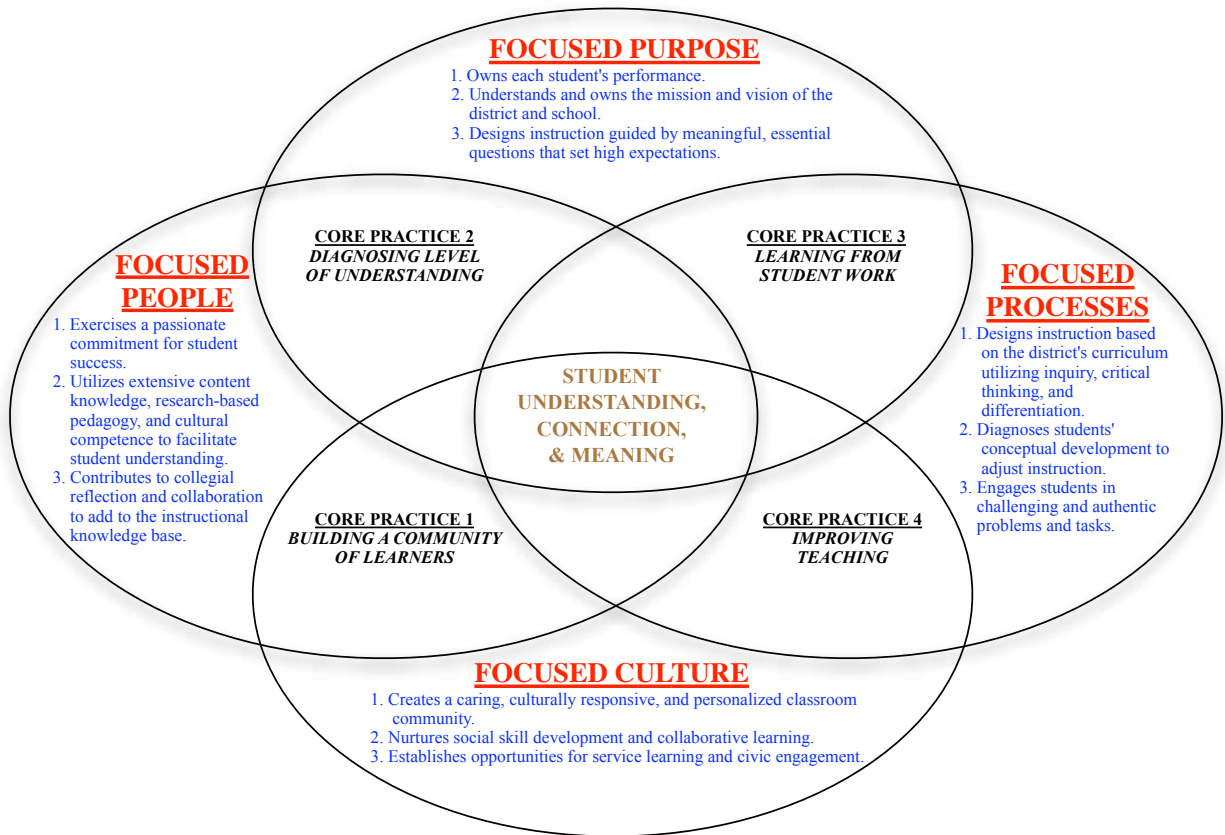 FOCUSED PURPOSE
1. Owns each student's performance.
2. Understands and owns the mission and vision of the
district and school.
3. Designs instruction guided by meaningful, essential
questions that set high expectations.
CORE PRACTICE 2
DIAGNOSING LEVEL
OF UNDERSTANDING
CORE PRACTICE 3
LEARNING FROM
STUDENT WORK
FOCUSED
PEOPLE
1. Exercises a passionate
commitment for student
success.
2. Utilizes extensive content
knowledge, research-based
pedagogy, and cultural
competence to facilitate
student understanding.
3. Contributes to collegial
reflection and collaboration
to add to the instructional
knowledge base.
FOCUSED
PROCESSES
1. Designs instruction based
on the district's curriculum
utilizing inquiry, critical
thinking, and
differentiation.
2. Diagnoses students'
conceptual development to
adjust instruction.
3. Engages students in
challenging and authentic
problems and tasks.
STUDENT
UNDERSTANDING,
CONNECTION,
& MEANING
CORE PRACTICE 1
BUILDING A COMMUNITY
OF LEARNERS
CORE PRACTICE 4
IMPROVING
TEACHING
FOCUSED CULTURE
1. Creates a caring, culturally responsive, and personalized classroom
community.
2. Nurtures social skill development and collaborative learning.
3. Establishes opportunities for service learning and civic engagement.